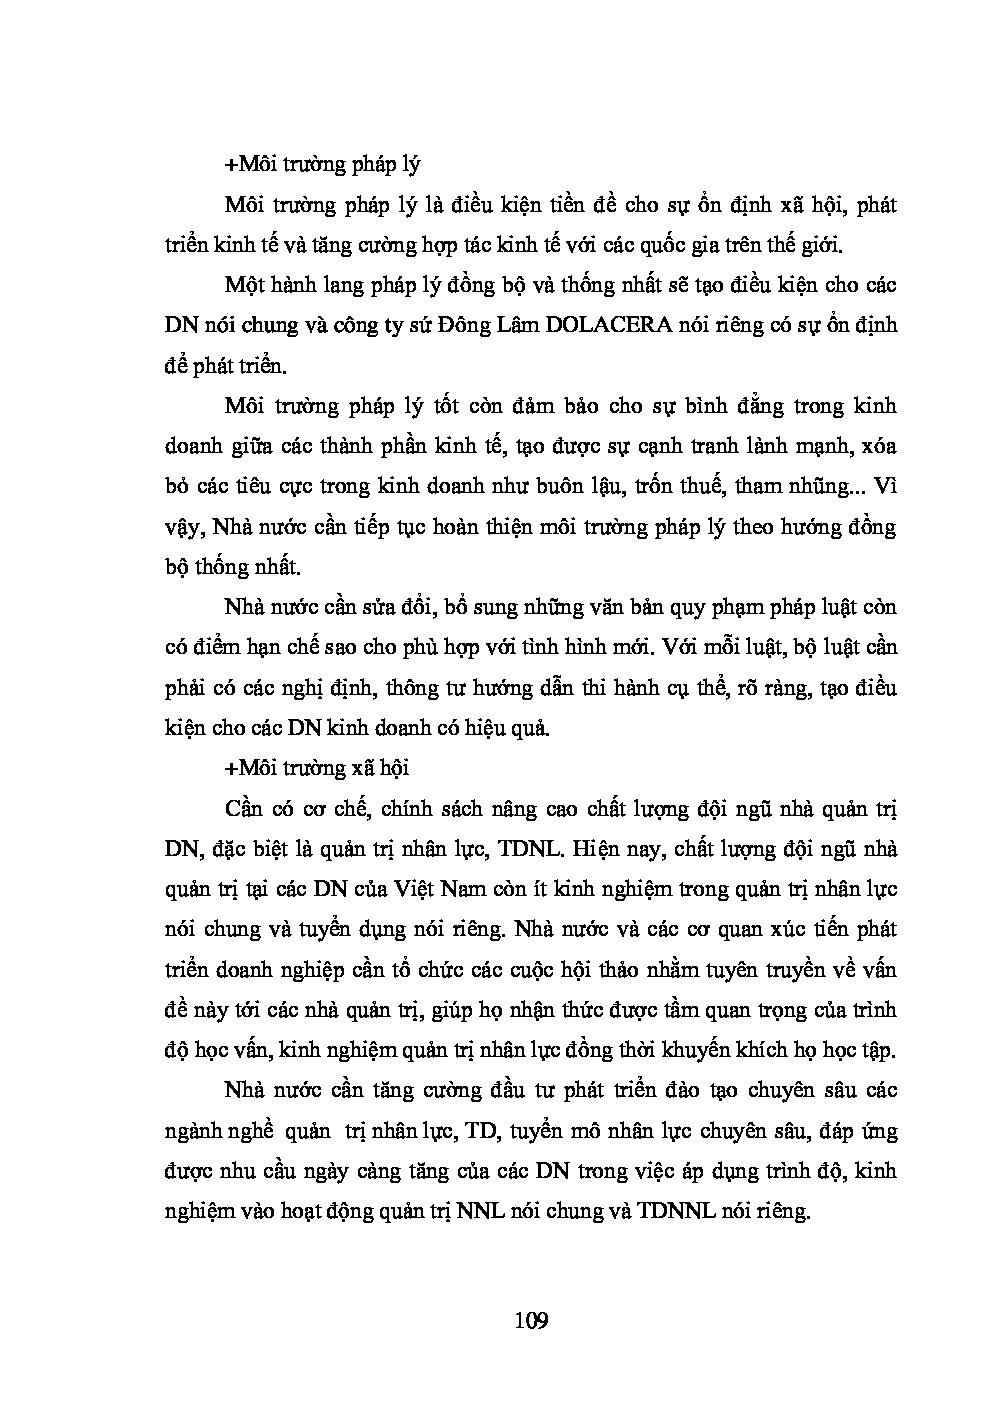 +Môi trường pháp lý
Môi trường pháp lý là điều kiện tiền đề cho sự ổn định xã hội, phát
triển kinh tế và tăng cường hợp tác kinh tế với các quốc gia trên thế giới.
Một hành lang pháp lý đồng bộ và thống nhất sẽ tạo điều kiện cho các
DN nói chung và công ty sứ Đông Lâm DOLACERA nói riêng có sự ổn định
để phát triển.
Môi trường pháp lý tốt còn đảm bảo cho sự bình đẳng trong kinh
doanh giữa các thành phần kinh tế, tạo được sự cạnh tranh lành mạnh, xóa
bỏ các tiêu cực trong kinh doanh như buôn lậu, trốn thuế, tham nhũng... Vì
vậy, Nhà nước cần tiếp tục hoàn thiện môi trường pháp lý theo hướng đồng
bộ thống nhất.
Nhà nước cần sửa đổi, bổ sung những văn bản quy phạm pháp luật còn
có điểm hạn chế sao cho phù hợp với tình hình mới. Với mỗi luật, bộ luật cần
phải có các nghị định, thông tư hướng dẫn thi hành cụ thể, rõ ràng, tạo điều
kiện cho các DN kinh doanh có hiệu quả.
+Môi trường xã hội
Cần có cơ chế, chính sách nâng cao chất lượng đội ngũ nhà quản trị
DN, đặc biệt là quản trị nhân lực, TDNL. Hiện nay, chất lượng đội ngũ nhà
quản trị tại các DN của Việt Nam còn ít kinh nghiệm trong quản trị nhân lực
nói chung và tuyển dụng nói riêng. Nhà nước và các cơ quan xúc tiến phát
triển doanh nghiệp cần tổ chức các cuộc hội thảo nhằm tuyên truyền về vấn
đề này tới các nhà quản trị, giúp họ nhận thức được tầm quan trọng của trình
độ học vấn, kinh nghiệm quản trị nhân lực đồng thời khuyến khích họ học tập.
Nhà nước cần tăng cường đầu tư phát triển đào tạo chuyên sâu các
ngành nghề quản trị nhân lực, TD, tuyển mô nhân lực chuyên sâu, đáp ứng
được nhu cầu ngày càng tăng của các DN trong việc áp dụng trình độ, kinh
nghiệm vào hoạt động quản trị NNL nói chung và TDNNL nói riêng.
109